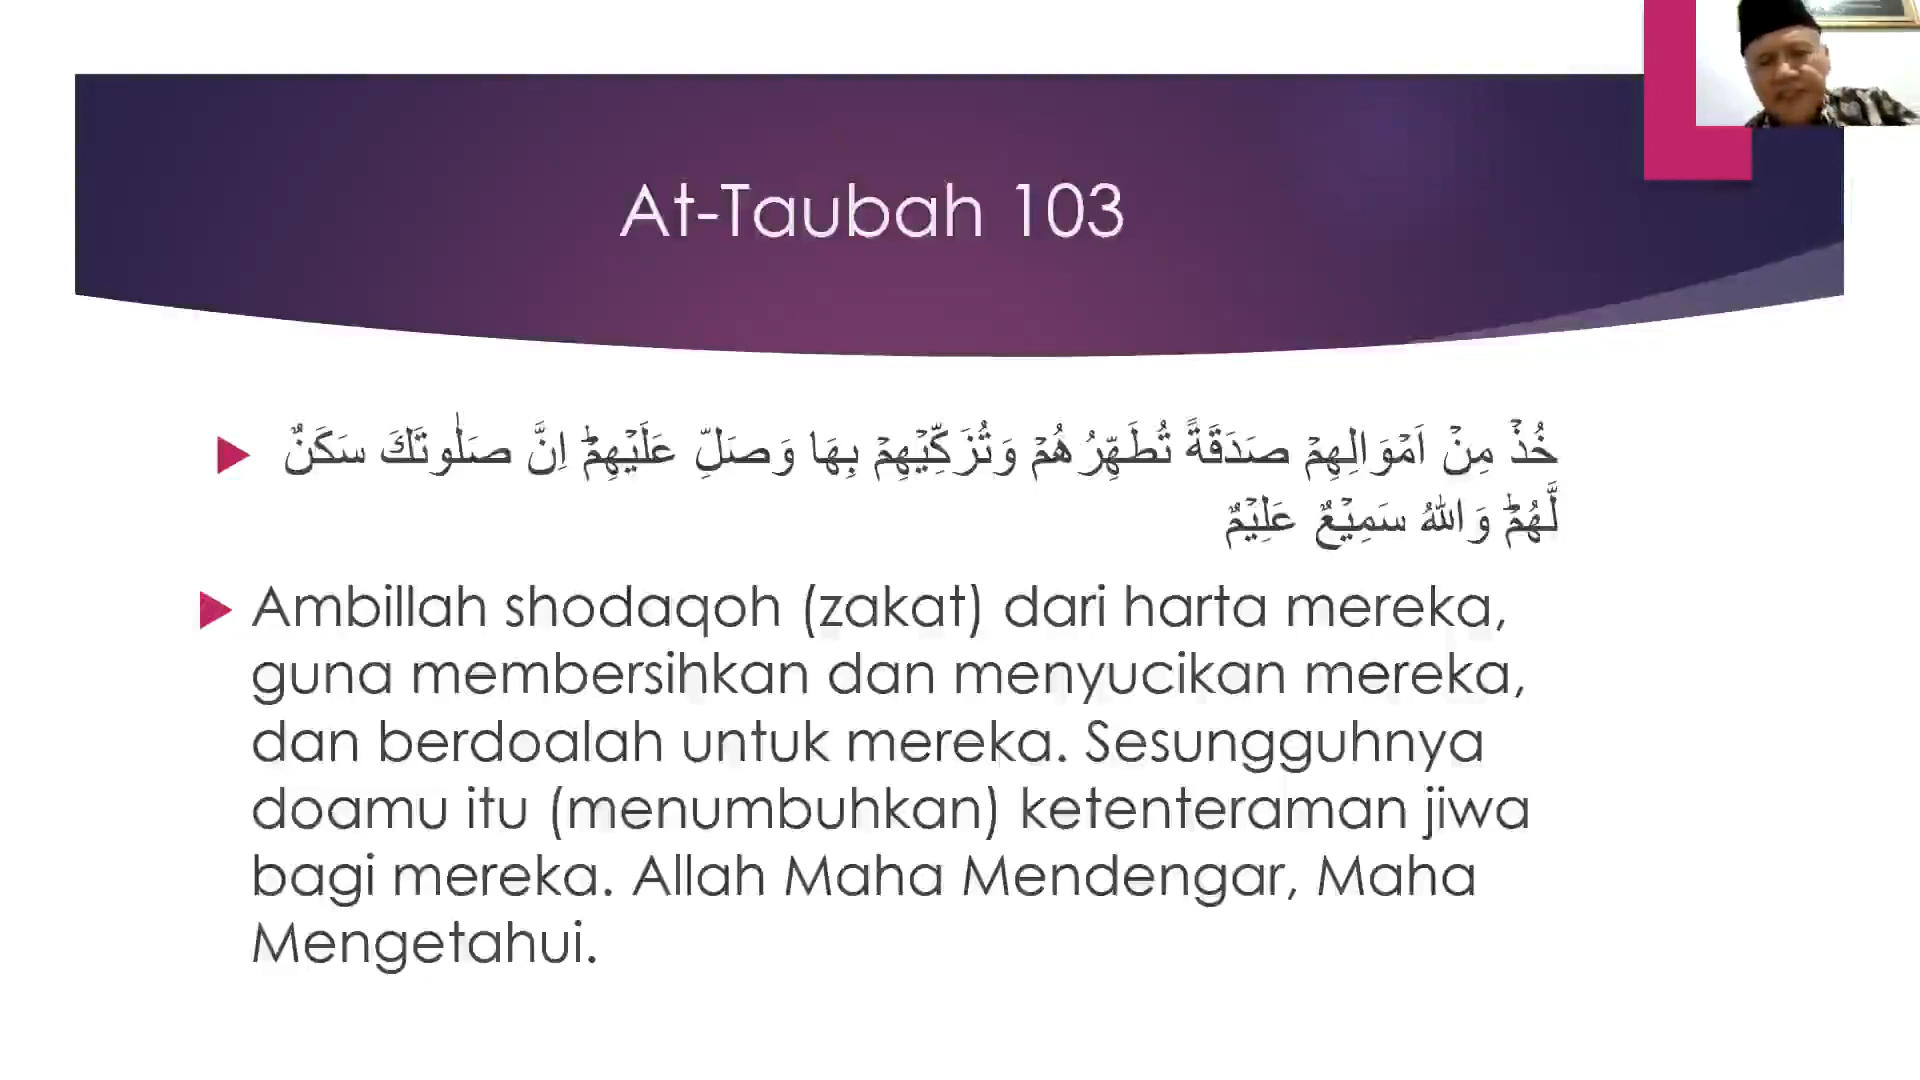 At-Taubah 103
خُذْ مِنْ اَمْوَالِهِمْ صَدَقَةً تُطَهِّرُهُمْ وَتُزَكِّيْهِمْ بِهَا وَصَلِّ عَلَيْهِمْۗ اِنَّ صَلٰوتَكَ سَكَنٌ
لَّهُمْۗ وَاللّٰهُ سَمِيْعٌ عَلِيْمٌ
Ambillah shodaqoh (zakat) dari harta mereka,
guna membersihkan dan menyucikan mereka,
dan berdoalah untuk mereka. Sesungguhnya
doamu itu (menumbuhkan) ketenteraman jiwa
bagi mereka. Allah Maha Mendengar, Maha
Mengetahui.